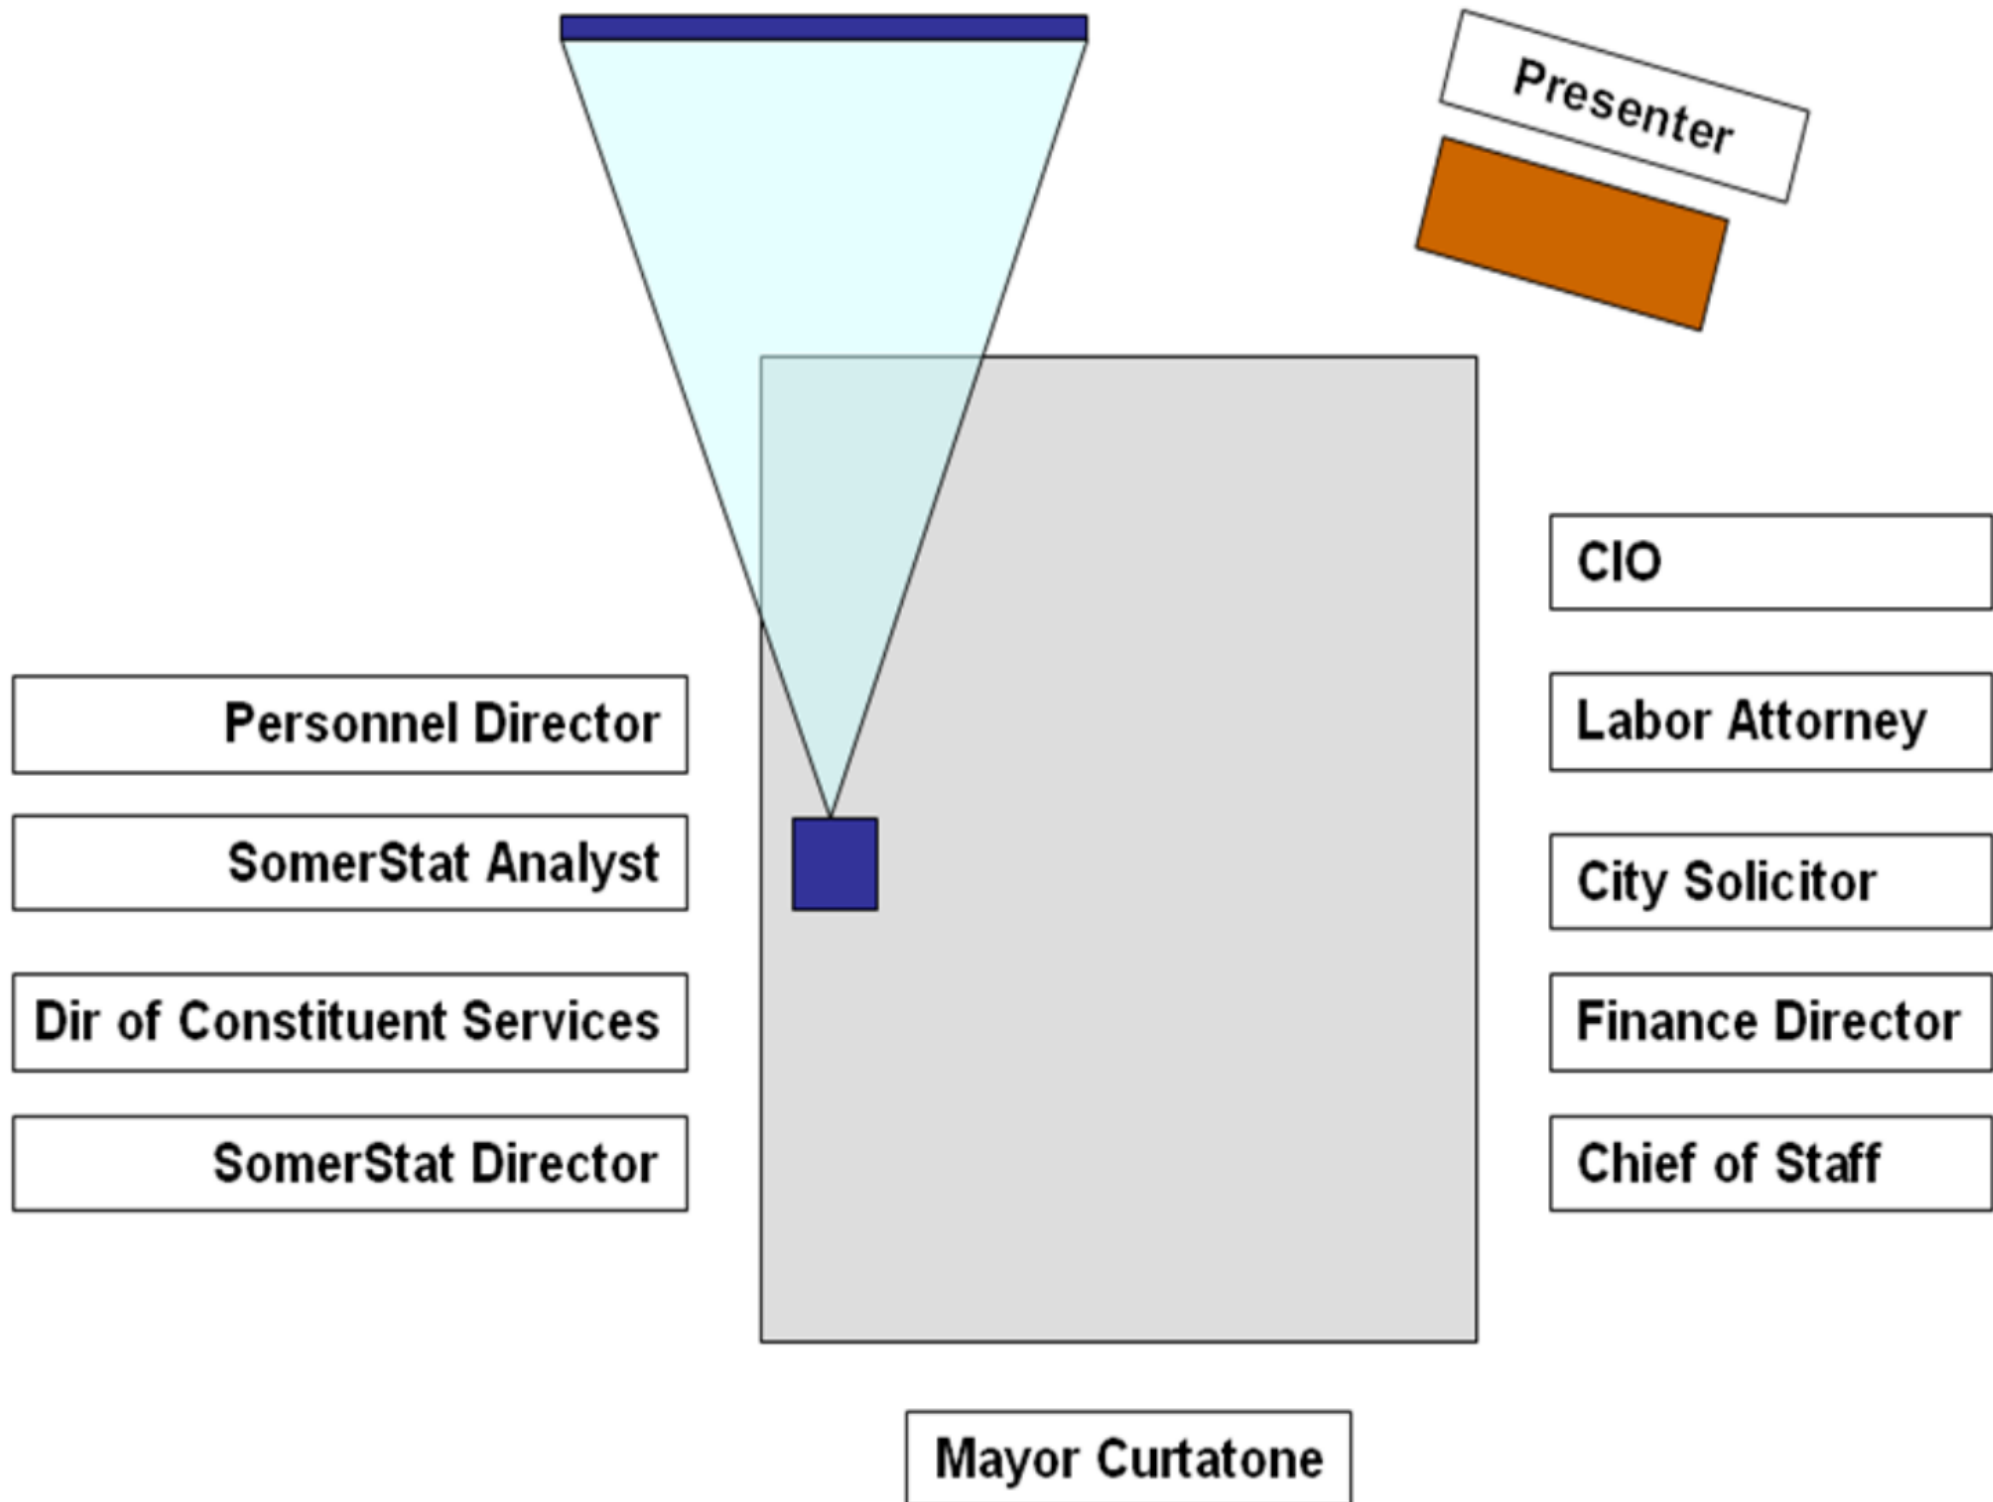 Presenter
CIO
Personnel Director
Labor Attorney
SomerStat Analyst
City Solicitor
Dir of Constituent Services
Finance Director
SomerStat Director
Chief of Staff
Mayor Curtatone